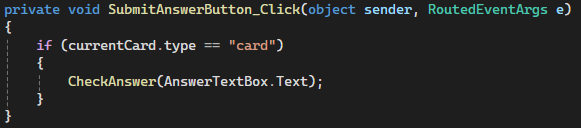 private void SubmitAnswerButton_Click(object sender, RoutedEventArgs e)
{
    if (currentCard.type == "card")
    {
        CheckAnswer(AnswerTextBox.Text);
    }
}